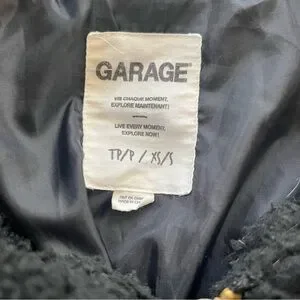 GARAGE
VIS CHAQUE MOMENT,
EXPLORE MAINTENANT!
LIVE EVERY MOMENT,
EXPLORE NOW!
TP/P / XS/S